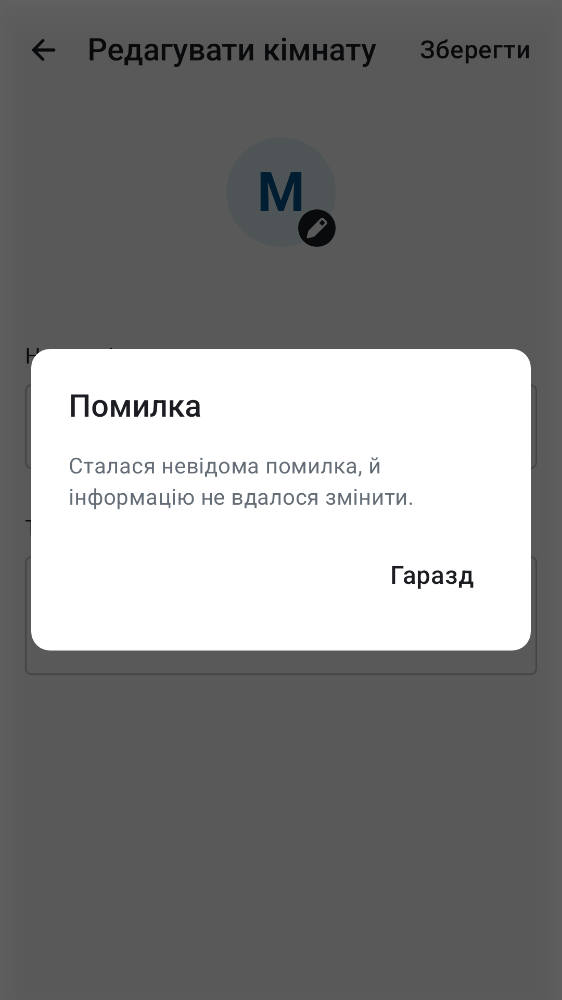 Редагувати кімнату
Зберегти
M
Помилка
Сталася невідома помилка, й
інформацію не вдалося змінити.
Гаразд